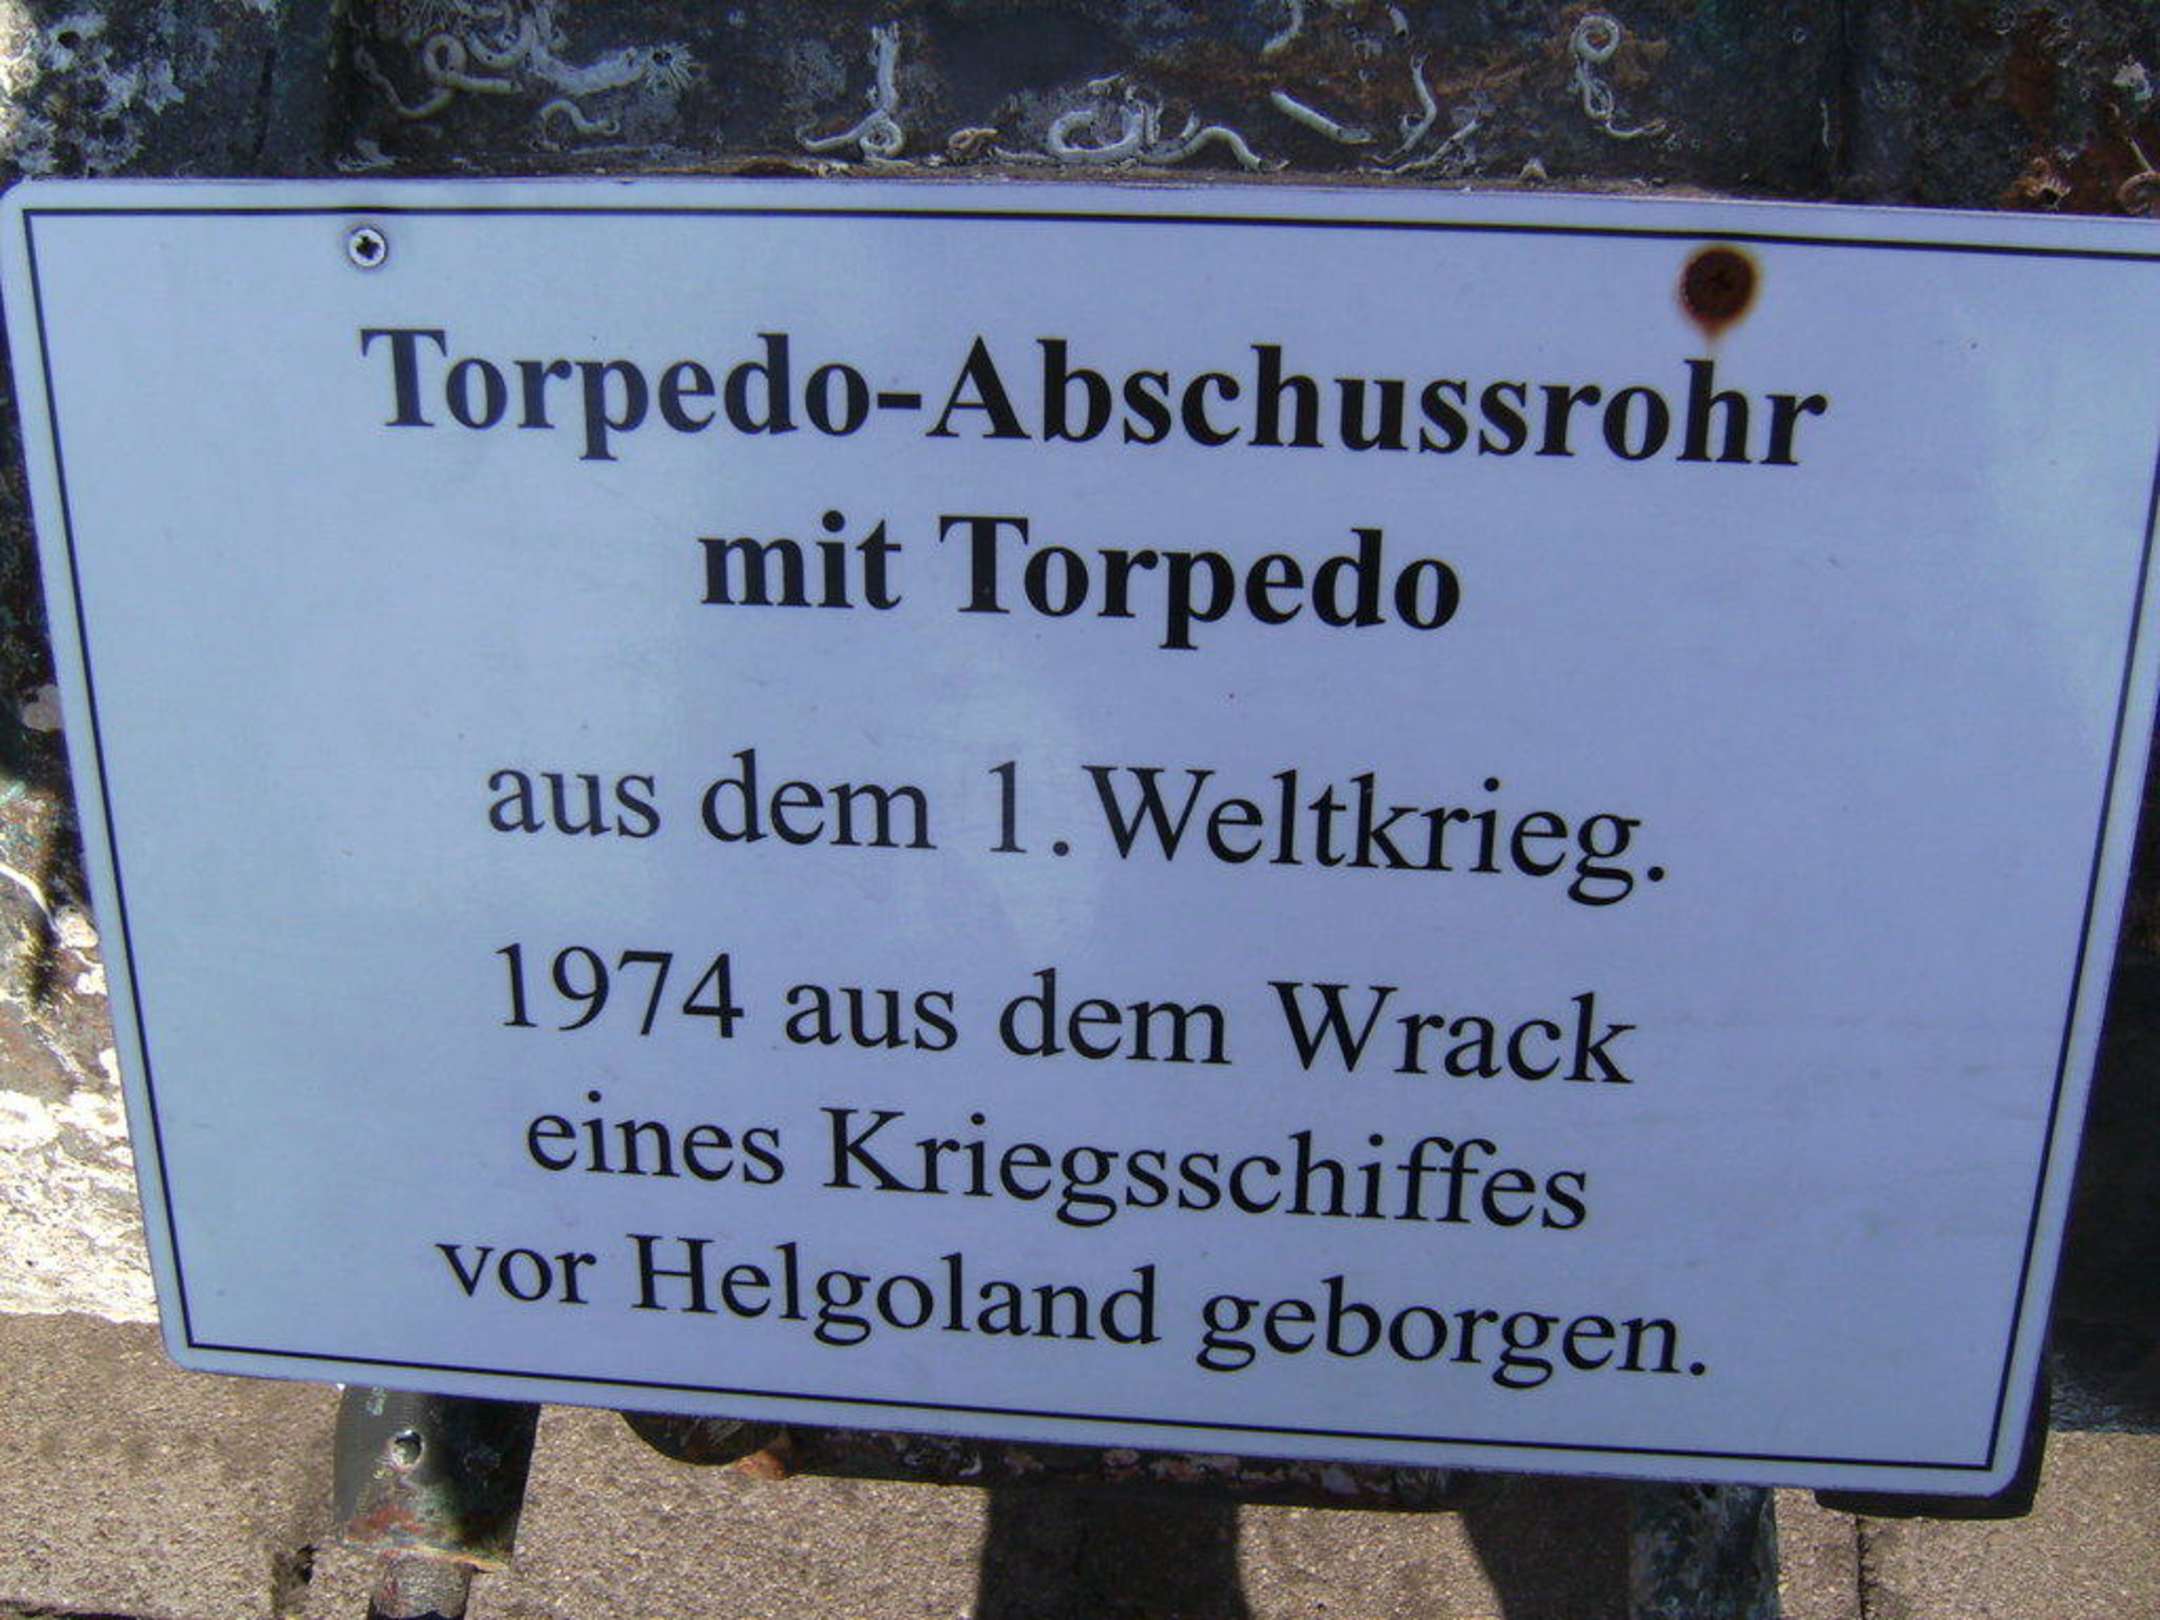 Torpedo-Abschussrohr
mit Torpedo
aus dem 1. Weltkrieg.
1974 aus dem Wrack
eines Kriegsschiffes
vor Helgoland geborgen.